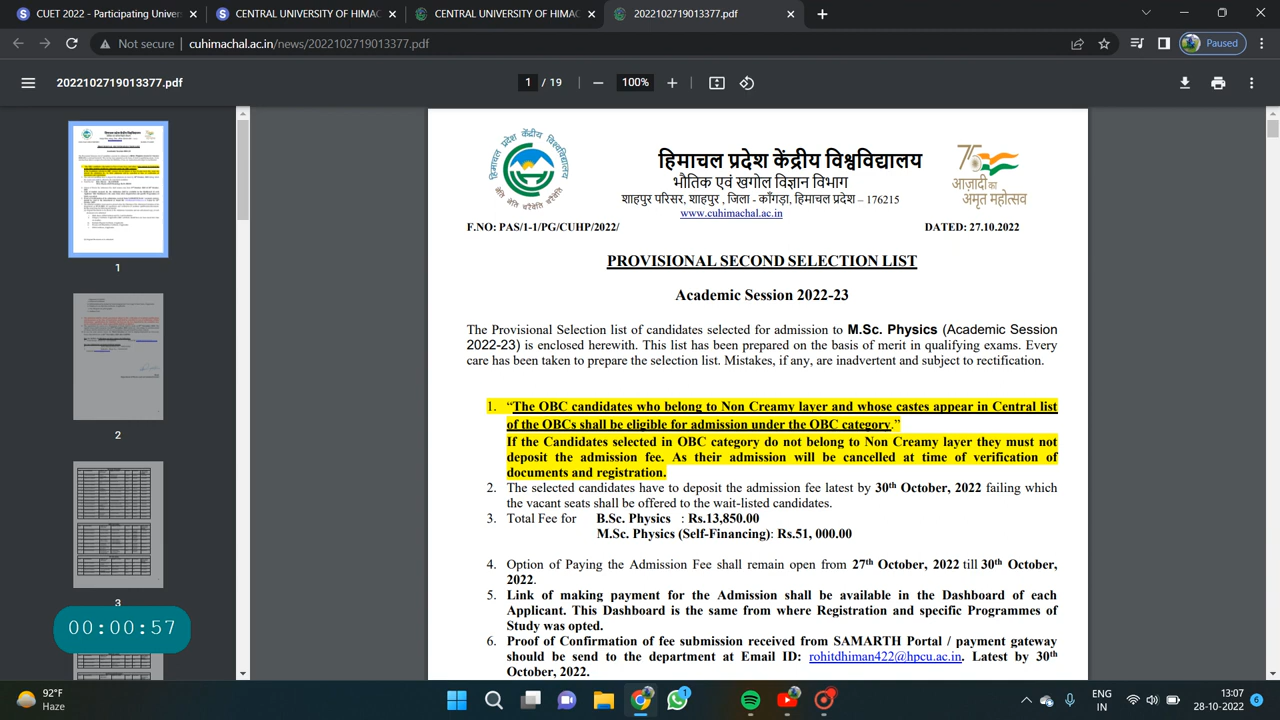 CUET 2022 - Participating Univer
CENTRAL UNIVERSITY OF HIMAC
CENTRAL UNIVERSITY OF HIMAC
2022102719013377.pdf
Not secure
cuhimachal.ac.in/news/2022102719013377.pdf
Paused
2022102719013377.pdf
1 / 19
100%
हिमाचल प्रदेश केंद्रीय विश्वविद्यालय
भौतिक एवं खगोल विज्ञान विभाग
शाहपुर परिसर, शाहपुर , जिला - काँगड़ा, हिमाचल प्रदेश – 176215
www.cuhimachal.ac.in
75
आज़ादी का
अमृत महोत्सव
F.NO: PAS/1-1/PG/CUHP/2022/ DATED: 27.10.2022
PROVISIONAL SECOND SELECTION LIST
Academic Session 2022-23
The Provisional Selection list of candidates selected for admission to M.Sc. Physics (Academic Session
2022-23) is enclosed herewith. This list has been prepared on the basis of merit in qualifying exams. Every
care has been taken to prepare the selection list. Mistakes, if any, are inadvertent and subject to rectification.
1. “The OBC candidates who belong to Non Creamy layer and whose castes appear in Central list
of the OBCs shall be eligible for admission under the OBC category.”
If the Candidates selected in OBC category do not belong to Non Creamy layer they must not
deposit the admission fee. As their admission will be cancelled at time of verification of
documents and registration.
2. The selected candidates have to deposit the admission fee latest by 30th October, 2022 failing which
the vacant seats shall be offered to the wait-listed candidates.
3. Total Fee for B.Sc. Physics : Rs.13,850.00
M.Sc. Physics (Self-Financing): Rs.51, 000.00
4. Option of Paying the Admission Fee shall remain open from 27th October, 2022 till 30th October,
2022.
5. Link of making payment for the Admission shall be available in the Dashboard of each
Applicant. This Dashboard is the same from where Registration and specific Programmes of
Study was opted.
6. Proof of Confirmation of fee submission received from SAMARTH Portal / payment gateway
should be send to the department at Email ID: rohitdhiman422@hpcu.ac.in. Latest by 30th
October, 2022.
1
2
3
00:00:57
92°F
Haze
1
ENG
IN
13:07
28-10-2022
6